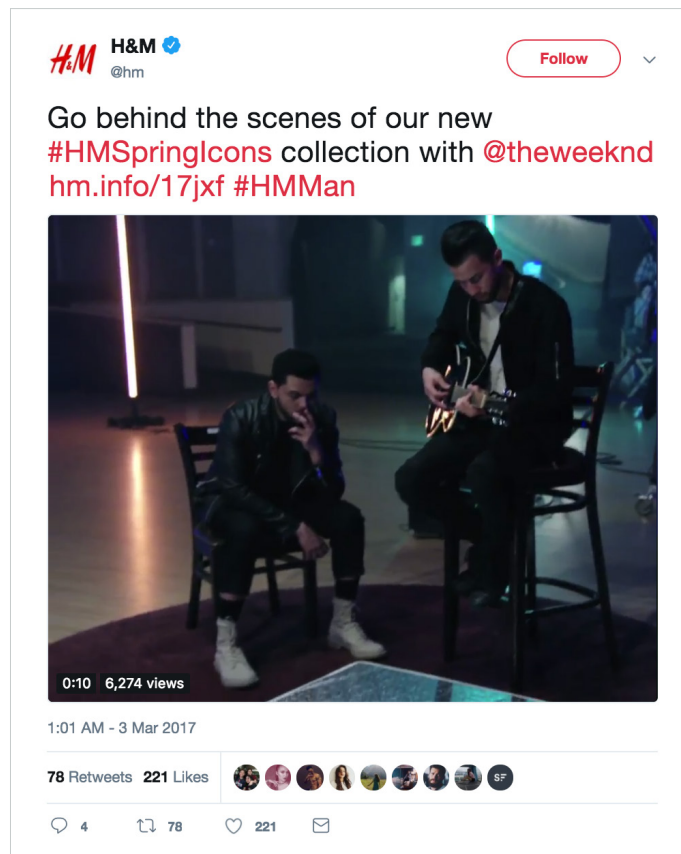 H&M
H&M
@hm
Follow
Go behind the scenes of our new
#HMSpringIcons collection with @theweeknd
hm.info/17jxf #HMMan
0:10 6,274 views
1:01 AM - 3 Mar 2017
78 Retweets 221 Likes
SF
4 78 221